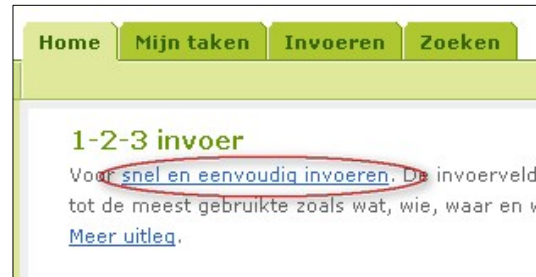 Home Mijn taken Invoeren Zoeken
1-2-3 invoer
Voor snel en eenvoudig invoeren. De invoerveld
tot de meest gebruikte zoals wat, wie, waar en
Meer uitleg.